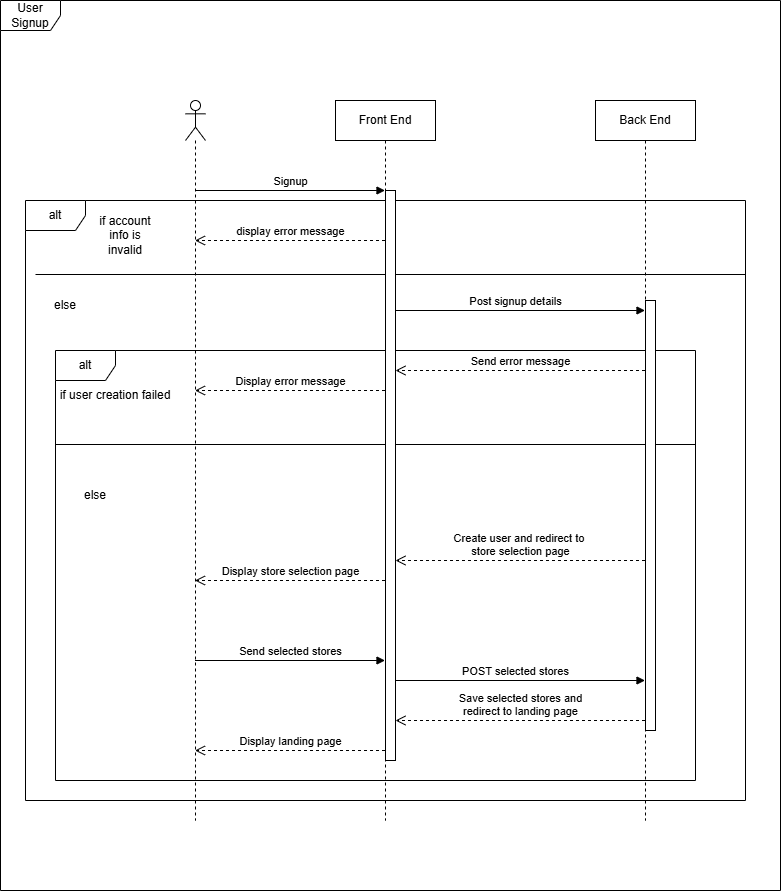 User
Signup
Front End
Back End
Signup
alt
if account
info is
invalid
display error message
else
Post signup details
alt
Send error message
Display error message
if user creation failed
else
Create user and redirect to
store selection page
Display store selection page
Send selected stores
POST selected stores
Save selected stores and
redirect to landing page
Display landing page